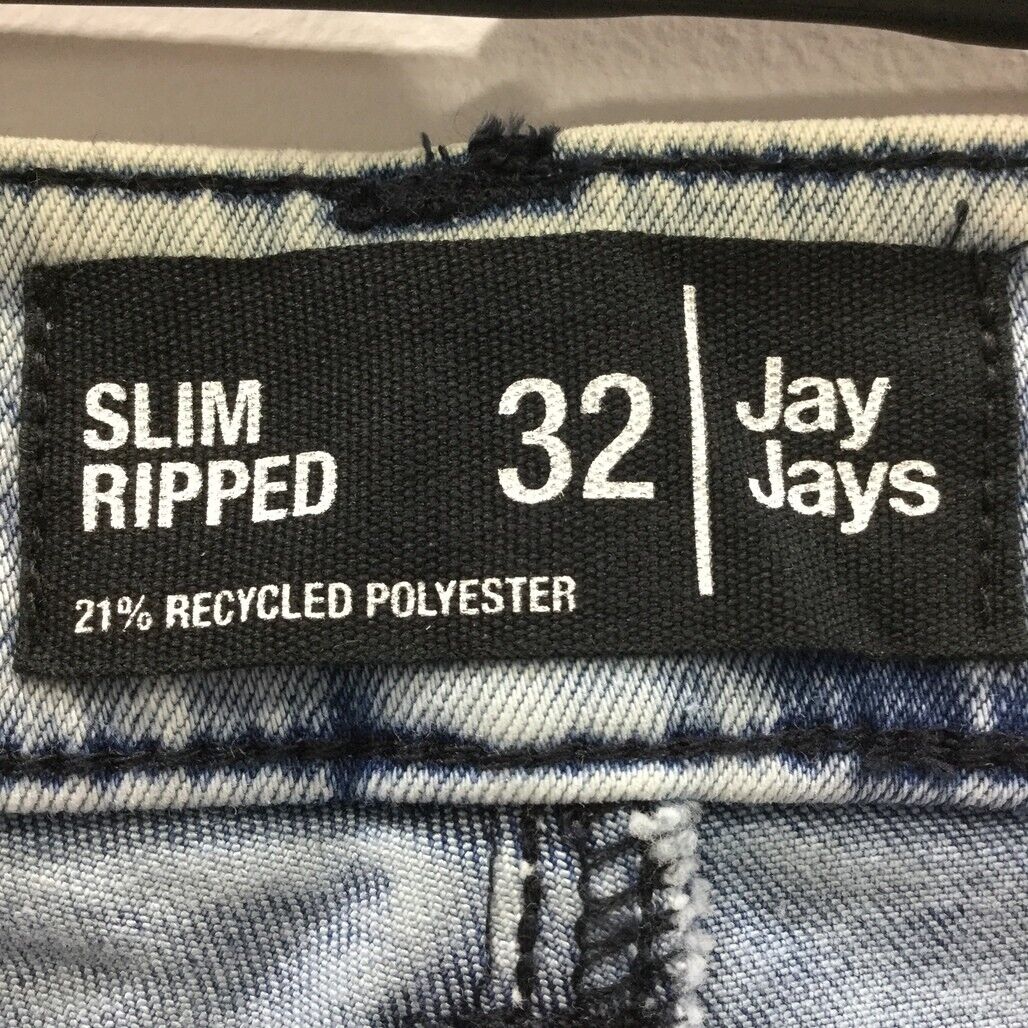 SLIM
RIPPED
32
Jay
Jays
21% RECYCLED POLYESTER